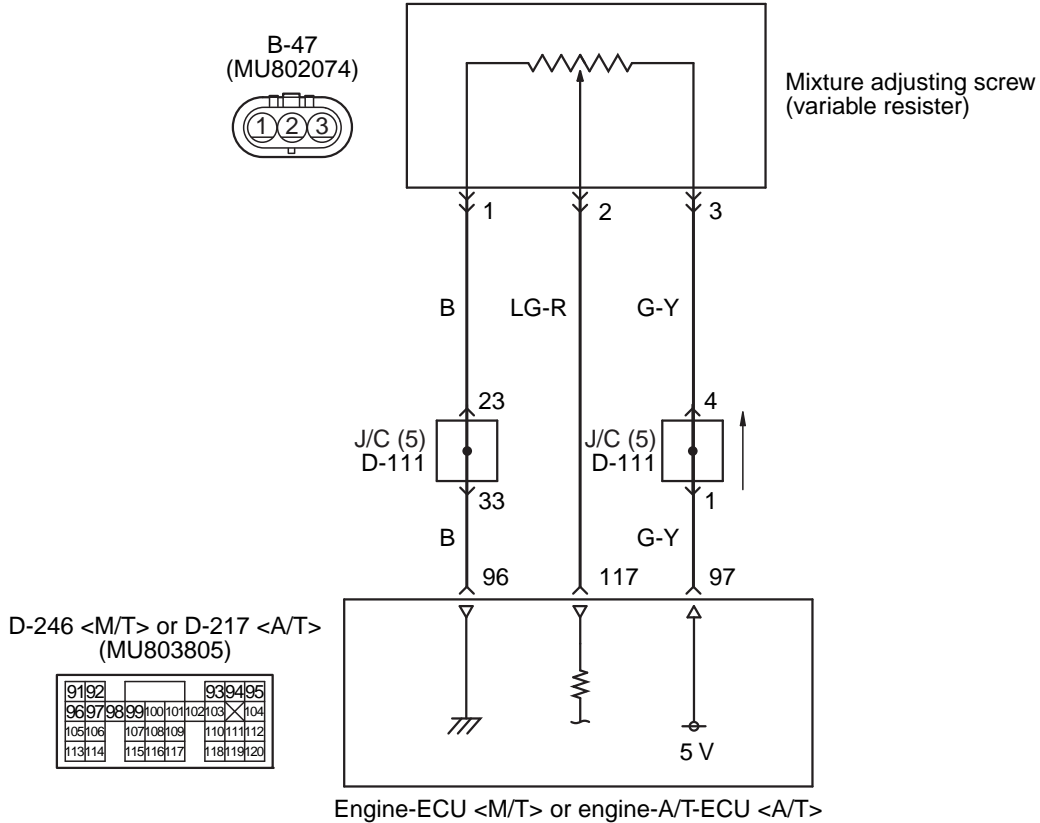 B-47
(MU802074)
1 2 3
Mixture adjusting screw
(variable resister)
1 2 3
B LG-R G-Y
23 4
J/C (5)
D-111
J/C (5)
D-111
33 1
B G-Y
96 117 97
D-246 <M/T> or D-217 <A/T>
(MU803805)
91 92 93 94 95
96 97 98 99 100 101 102 103 104
105 106 107 108 109 110 111 112
113 114 115 116 117 118 119 120
5 V
Engine-ECU <M/T> or engine-A/T-ECU <A/T>